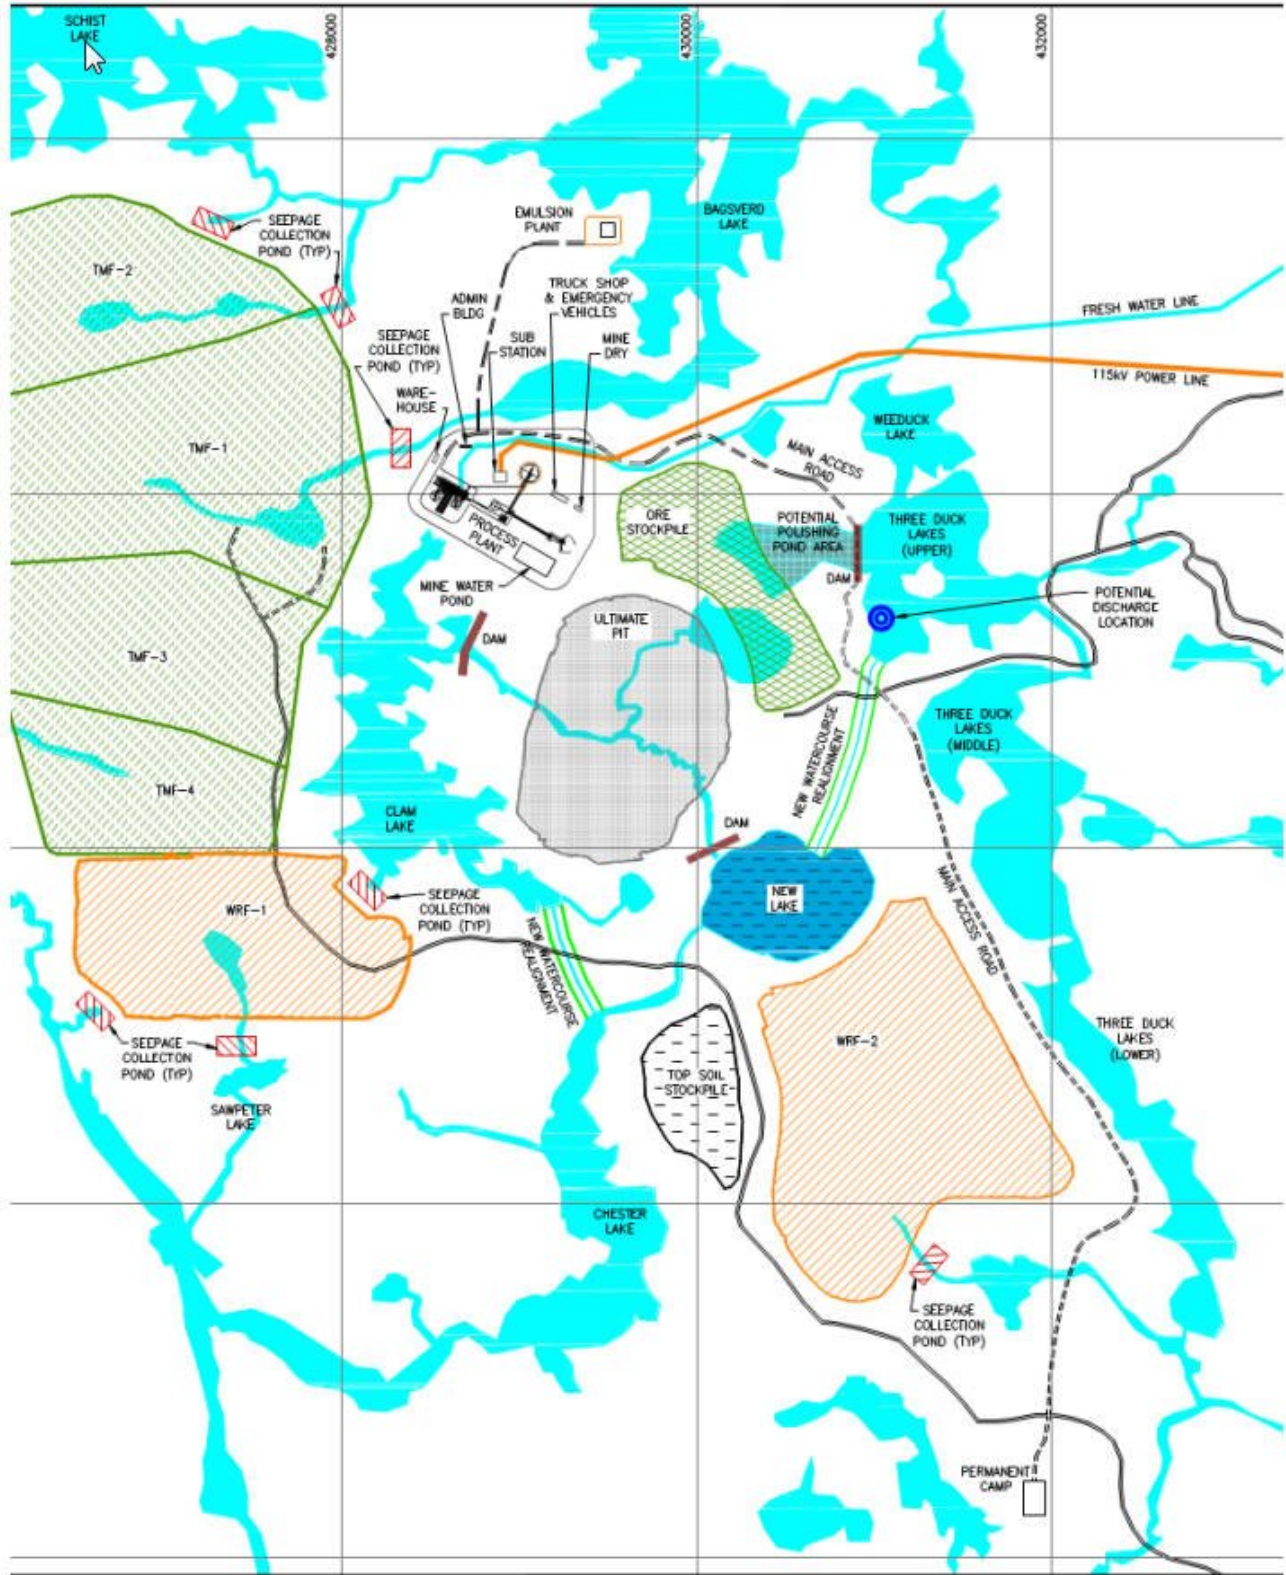 SCHIST
LAKE
428000
430000
432000
SEEPAGE
COLLECTION
POND (TYP)
EMULSION
PLANT
BAGSVERD
LAKE
TMF-2
ADMIN
BLDG
TRUCK SHOP
& EMERGENCY
VEHICLES
FRESH WATER LINE
SEEPAGE
COLLECTION
POND (TYP)
SUB
STATION
MINE
DRY
115kV POWER LINE
WARE-
HOUSE
WEEDUCK
LAKE
TMF-1
MAIN ACCESS
ROAD
ORE
STOCKPILE
POTENTIAL
POLISHING
POND AREA
THREE DUCK
LAKES
(UPPER)
PROCESS
PLANT
DAM
MINE WATER
POND
POTENTIAL
DISCHARGE
LOCATION
ULTIMATE
PIT
DAM
TMF-3
THREE DUCK
LAKES
(MIDDLE)
NEW WATERCOURSE
REALIGNMENT
TMF-4
CLAM
LAKE
DAM
SEEPAGE
COLLECTION
POND (TYP)
NEW
LAKE
MAIN ACCESS
ROAD
WRF-1
NEW WATERCOURSE
REALIGNMENT
SEEPAGE
COLLECTON
POND (TYP)
THREE DUCK
LAKES
(LOWER)
WRF-2
TOP SOIL
STOCKPILE
SAWPETER
LAKE
CHESTER
LAKE
SEEPAGE
COLLECTION
POND (TYP)
PERMANENT
CAMP